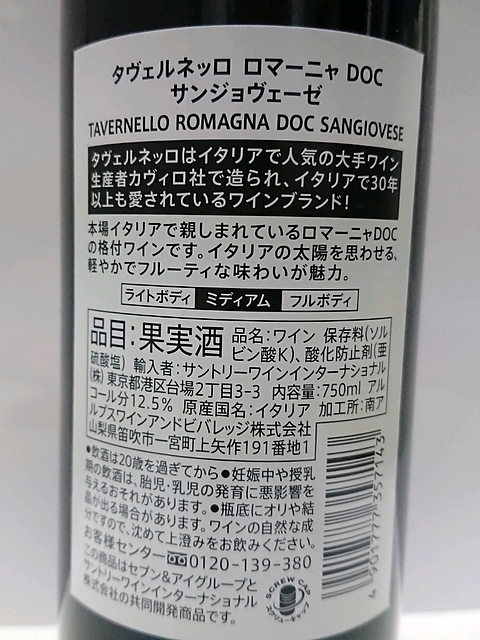 タヴェルネッロ ロマーニャ DOC
サンジョヴェーゼ
TAVERNELLO ROMAGNA DOC SANGIOVESE
タヴェルネッロはイタリアで人気の大手ワイン
生産者カヴィロ社で造られ、イタリアで30年
以上も愛されているワインブランド!
本場イタリアで親しまれているロマーニャDOC
の格付ワインです。イタリアの太陽を思わせる、
軽やかでフルーティな味わいが魅力。
ライトボディ ミディアム フルボディ
品目:果実酒 品名:ワイン 保存料(ソル
ビン酸K)、酸化防止剤(亜
硫酸塩) 輸入者:サントリーワインインターナショナル
(株) 東京都港区台場2丁目3-3 内容量:750ml アル
コール分12.5% 原産国名:イタリア 加工所:南ア
ルプスワインアンドビバレッジ株式会社
山梨県笛吹市一宮町上矢作191番地1
●飲酒は20歳を過ぎてから ●妊娠中や授乳
期の飲酒は、胎児・乳児の発育に悪影響を
与えるおそれがあります。●瓶底にオリや結
晶が出る場合があります。ワインの自然な成
分ですので、沈めて上澄みをお飲みください。
お客様センター 0120-139-380
この商品はセブン&アイグループと
サントリーワインインターナショナル
株式会社の共同開発商品です。
SCREW CAP
スクリューキャップ
4 901777 357143